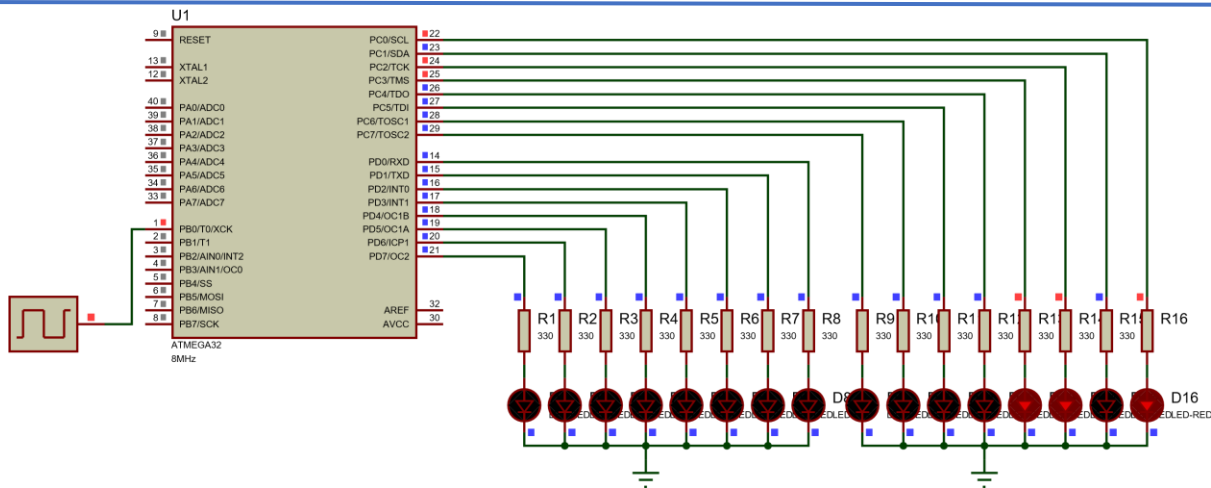 U1
9 RESET PC0/SCL 22
PC1/SDA 23
13 XTAL1 PC2/TCK 24
12 XTAL2 PC3/TMS 25
PC4/TDO 26
40 PA0/ADC0 PC5/TDI 27
39 PA1/ADC1 PC6/TOSC1 28
38 PA2/ADC2 PC7/TOSC2 29
37 PA3/ADC3
36 PA4/ADC4 PD0/RXD 14
35 PA5/ADC5 PD1/TXD 15
34 PA6/ADC6 PD2/INT0 16
33 PA7/ADC7 PD3/INT1 17
PD4/OC1B 18
1 PB0/T0/XCK PD5/OC1A 19
2 PB1/T1 PD6/ICP1 20
3 PB2/AIN0/INT2 PD7/OC2 21
4 PB3/AIN1/OC0
5 PB4/SS
6 PB5/MOSI
7 PB6/MISO AREF 32
8 PB7/SCK AVCC 30
ATMEGA32
8MHz
R1 R2 R3 R4 R5 R6 R7 R8 R9 R16
330 330 330 330 330 330 330 330 330 330 330 330 330 330 330 330
D16
LED-RED